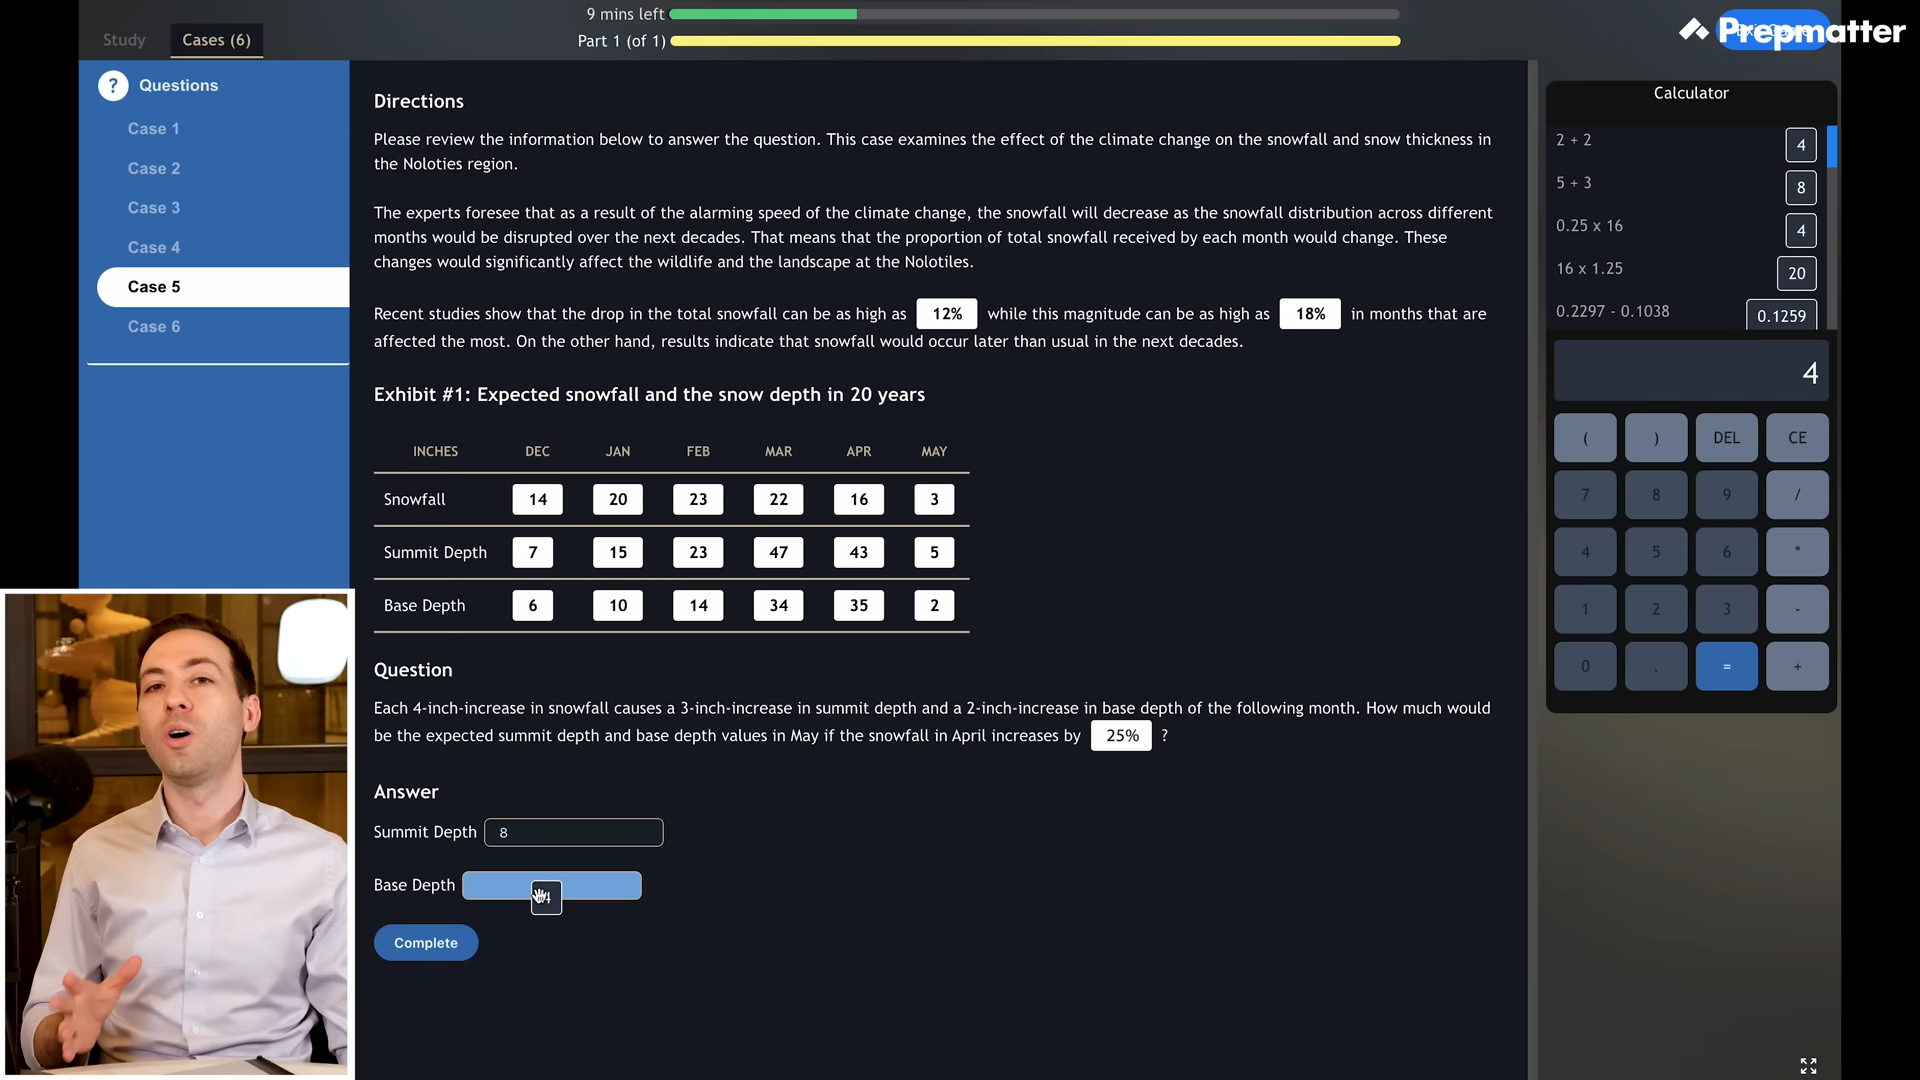 9 mins left
Part 1 (of 1)
Study
Cases (6)
Prepmatter
?
Questions
Case 1
Case 2
Case 3
Case 4
Case 5
Case 6
Directions
Please review the information below to answer the question. This case examines the effect of the climate change on the snowfall and snow thickness in
the Noloties region.
The experts foresee that as a result of the alarming speed of the climate change, the snowfall will decrease as the snowfall distribution across different
months would be disrupted over the next decades. That means that the proportion of total snowfall received by each month would change. These
changes would significantly affect the wildlife and the landscape at the Nolotiles.
Recent studies show that the drop in the total snowfall can be as high as 12% while this magnitude can be as high as 18% in months that are
affected the most. On the other hand, results indicate that snowfall would occur later than usual in the next decades.
Exhibit #1: Expected snowfall and the snow depth in 20 years
INCHES DEC JAN FEB MAR APR MAY
Snowfall 14 20 23 22 16 3
Summit Depth 7 15 23 47 43 5
Base Depth 6 10 14 34 35 2
Question
Each 4-inch-increase in snowfall causes a 3-inch-increase in summit depth and a 2-inch-increase in base depth of the following month. How much would
be the expected summit depth and base depth values in May if the snowfall in April increases by 25% ?
Answer
Summit Depth 8
Base Depth
Complete
Calculator
2 + 2 4
5 + 3 8
0.25 x 16 4
16 x 1.25 20
0.2297 - 0.1038 0.1259
4
( ) DEL CE
7 8 9 /
4 5 6 *
1 2 3 -
0 . = +